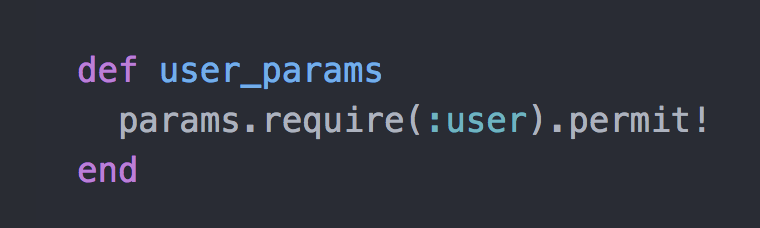 def user_params
  params.require(:user).permit!
end